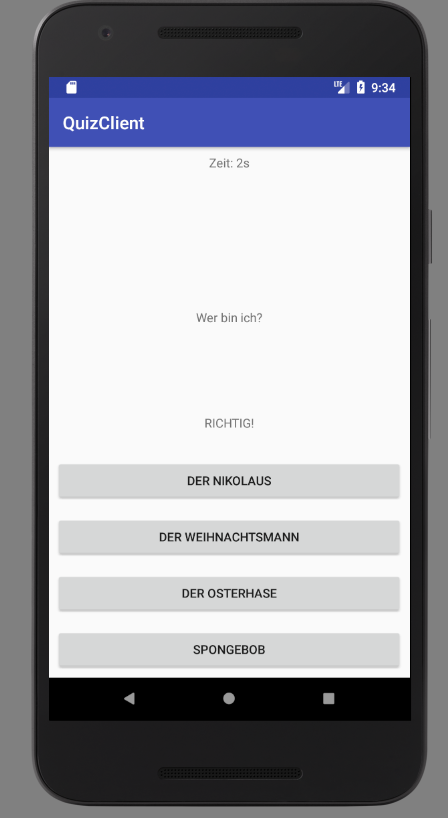 LTE 9:34
QuizClient
Zeit: 2s
Wer bin ich?
RICHTIG!
DER NIKOLAUS
DER WEIHNACHTSMANN
DER OSTERHASE
SPONGEBOB